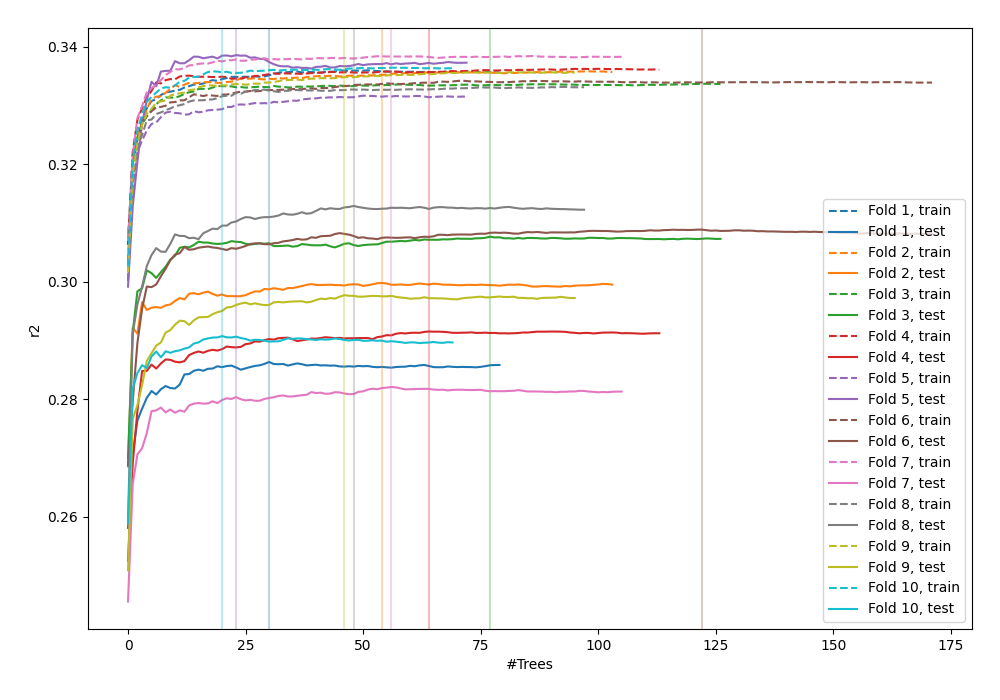 0.34
0.32
0.30
0.28
0.26
r2
0
25
50
75
100
125
150
175
#Trees
Fold 1, train
Fold 1, test
Fold 2, train
Fold 2, test
Fold 3, train
Fold 3, test
Fold 4, train
Fold 4, test
Fold 5, train
Fold 5, test
Fold 6, train
Fold 6, test
Fold 7, train
Fold 7, test
Fold 8, train
Fold 8, test
Fold 9, train
Fold 9, test
Fold 10, train
Fold 10, test